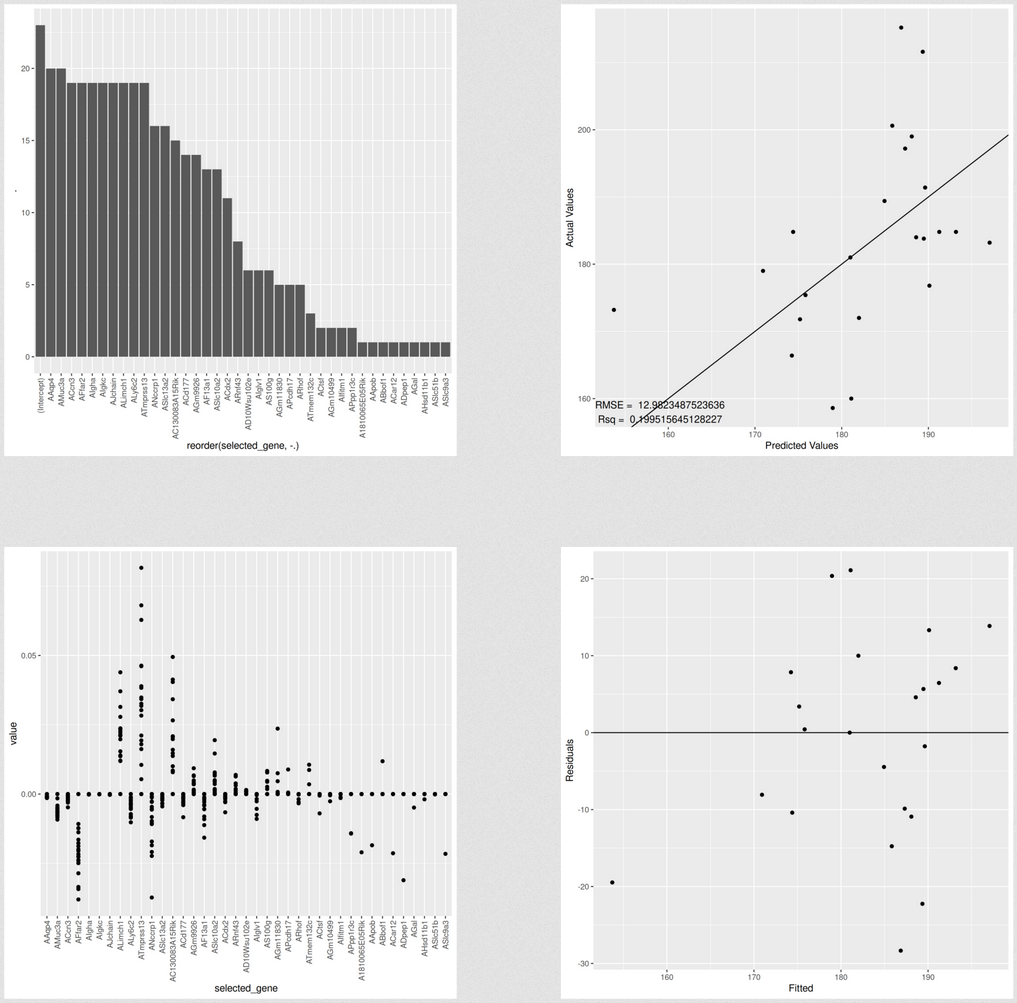 20
15
10
5
0
(Intercept)
AAqp4
AMuc3a
ACcn3
AFfar2
AIgha
AIgkc
AJchain
ALimch1
ALy6c2
ATmprss13
ANccrp1
ASlc13a2
AC130083A15Rik
ACd177
AGm9926
AF13a1
ASlc10a2
ACdx2
ARnf43
AD10Wsu102e
AIglv1
AS100g
AGm11830
APcdh17
ARhof
ATmem132c
ACtsf
AGm10499
AIfitm1
APpp1r3c
A1810065E05Rik
AApob
ABbof1
ACar12
ADpep1
AGal
AHsd11b1
ASlc51b
ASlc9a3
reorder(selected_gene, -.)
Actual Values
200
180
160
RMSE = 12.9823487523636
Rsq = 0.199515645128227
160 170 180 190
Predicted Values
value
0.05
0.00
AAqp4
AMuc3a
ACcn3
AFfar2
AIgha
AIgkc
AJchain
ALimch1
ALy6c2
ATmprss13
ANccrp1
ASlc13a2
AC130083A15Rik
ACd177
AGm9926
AF13a1
ASlc10a2
ACdx2
ARnf43
AD10Wsu102e
AIglv1
AS100g
AGm11830
APcdh17
ARhof
ATmem132c
ACtsf
AGm10499
AIfitm1
APpp1r3c
A1810065E05Rik
AApob
ABbof1
ACar12
ADpep1
AGal
AHsd11b1
ASlc51b
ASlc9a3
selected_gene
Residuals
20
10
0
-10
-20
-30
160 170 180 190
Fitted